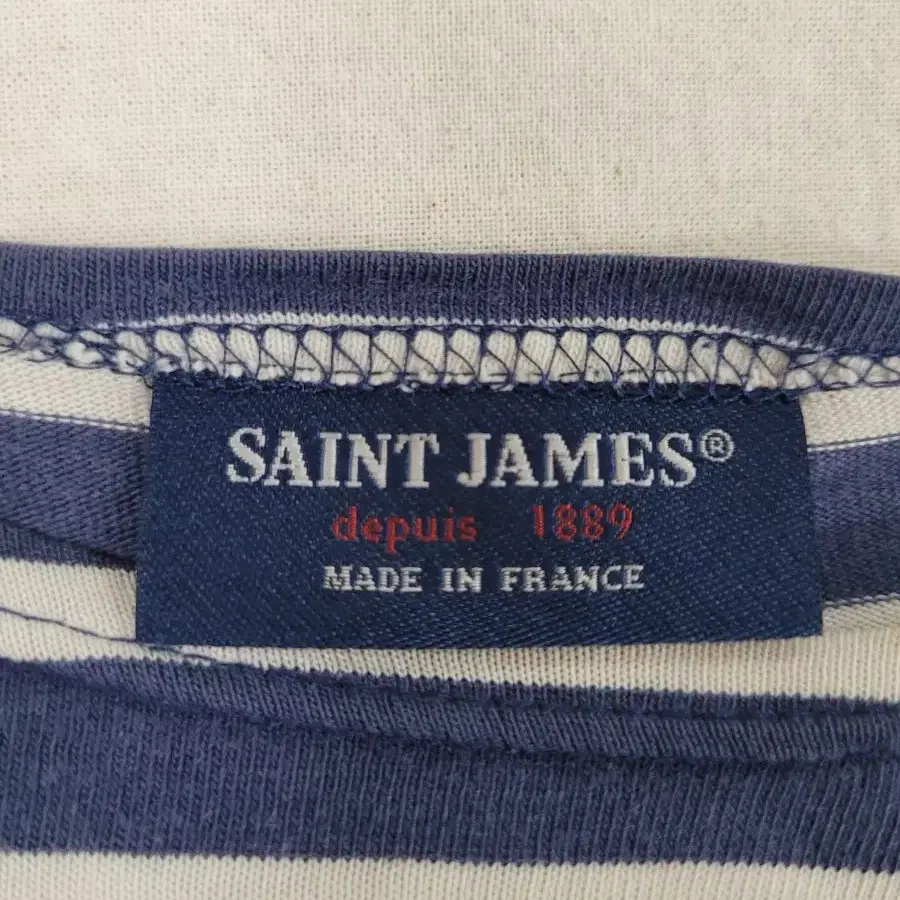 SAINT JAMES®
depuis 1889
MADE IN FRANCE